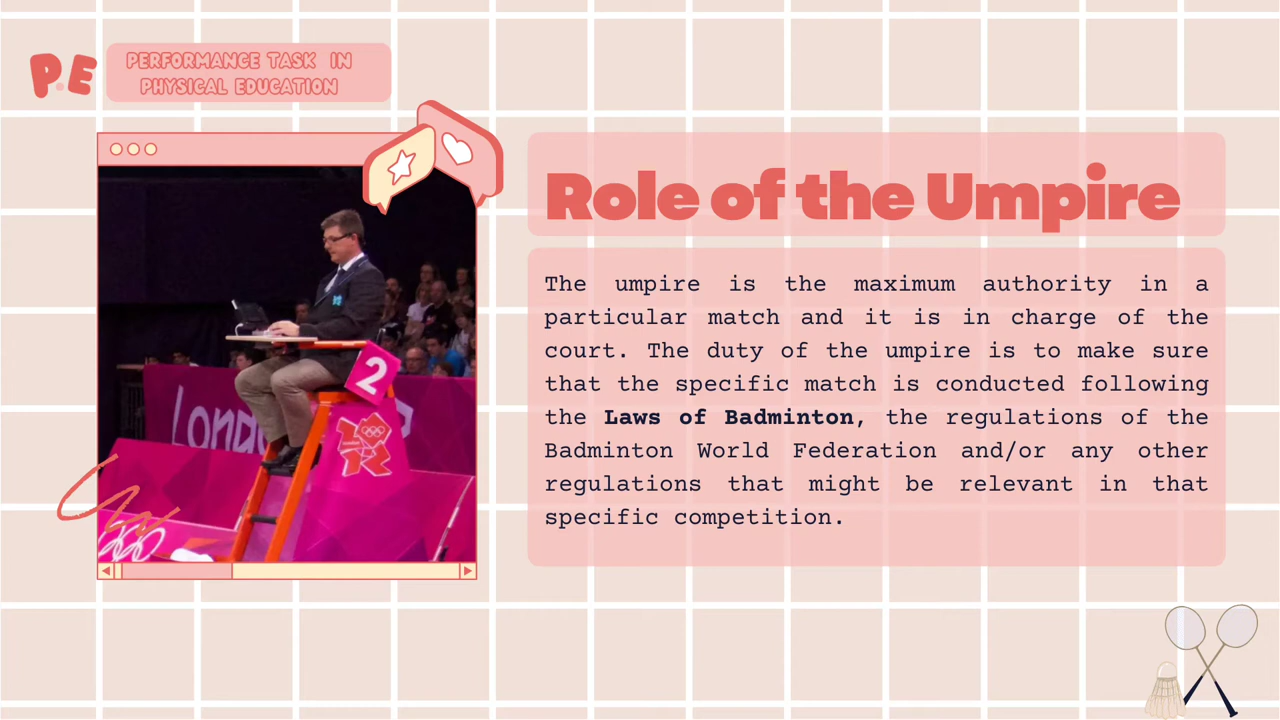 P.E
PERFORMANCE TASK IN
PHYSICAL EDUCATION
Role of the Umpire
The umpire is the maximum authority in a
particular match and it is in charge of the
court. The duty of the umpire is to make sure
that the specific match is conducted following
the Laws of Badminton, the regulations of the
Badminton World Federation and/or any other
regulations that might be relevant in that
specific competition.
2